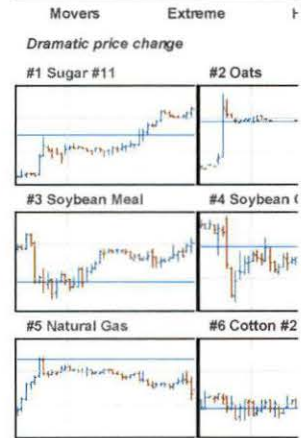 Movers Extreme H
Dramatic price change
#1 Sugar #11 #2 Oats
#3 Soybean Meal #4 Soybean
#5 Natural Gas #6 Cotton #2